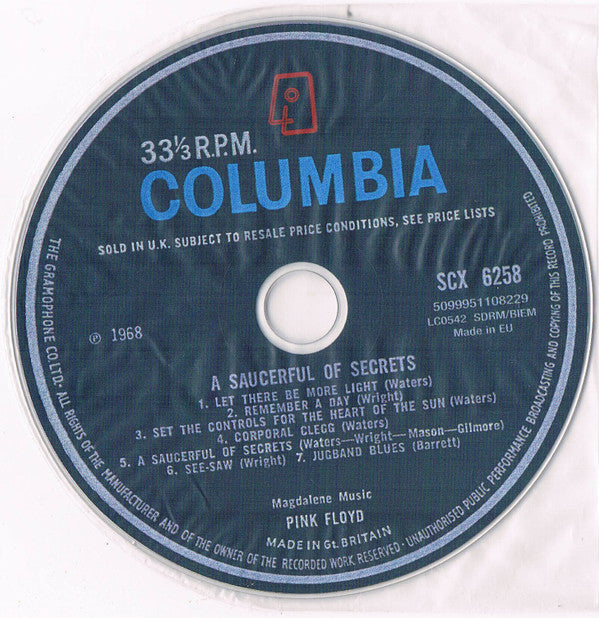 33⅓ R.P.M.
COLUMBIA
SOLD IN U.K. SUBJECT TO RESALE PRICE CONDITIONS, SEE PRICE LISTS
SCX 6258
5099951108229
LC0542 SDRM/BIEM
Made in EU
℗ 1968
A SAUCERFUL OF SECRETS
1. LET THERE BE MORE LIGHT (Waters)
2. REMEMBER A DAY (Wright)
3. SET THE CONTROLS FOR THE HEART OF THE SUN (Waters)
4. CORPORAL CLEGG (Waters)
5. A SAUCERFUL OF SECRETS (Waters—Wright—Mason—Gilmore)
6. SEE-SAW (Wright) 7. JUGBAND BLUES (Barrett)
Magdalene Music
PINK FLOYD
MADE IN Gt. BRITAIN
THE GRAMOPHONE CO. LTD. · ALL RIGHTS OF THE MANUFACTURER AND OF THE OWNER OF THE RECORDED WORK RESERVED · UNAUTHORISED PUBLIC PERFORMANCE BROADCASTING AND COPYING OF THIS RECORD PROHIBITED